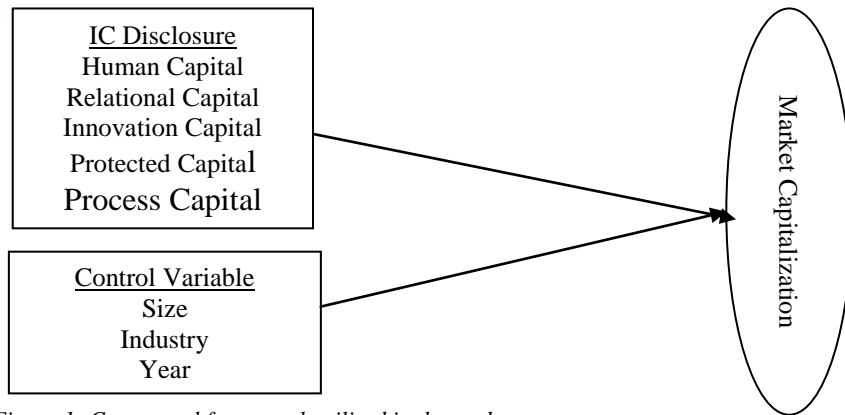 IC Disclosure
Human Capital
Relational Capital
Innovation Capital
Protected Capital
Process Capital
Market Capitalization
Control Variable
Size
Industry
Year